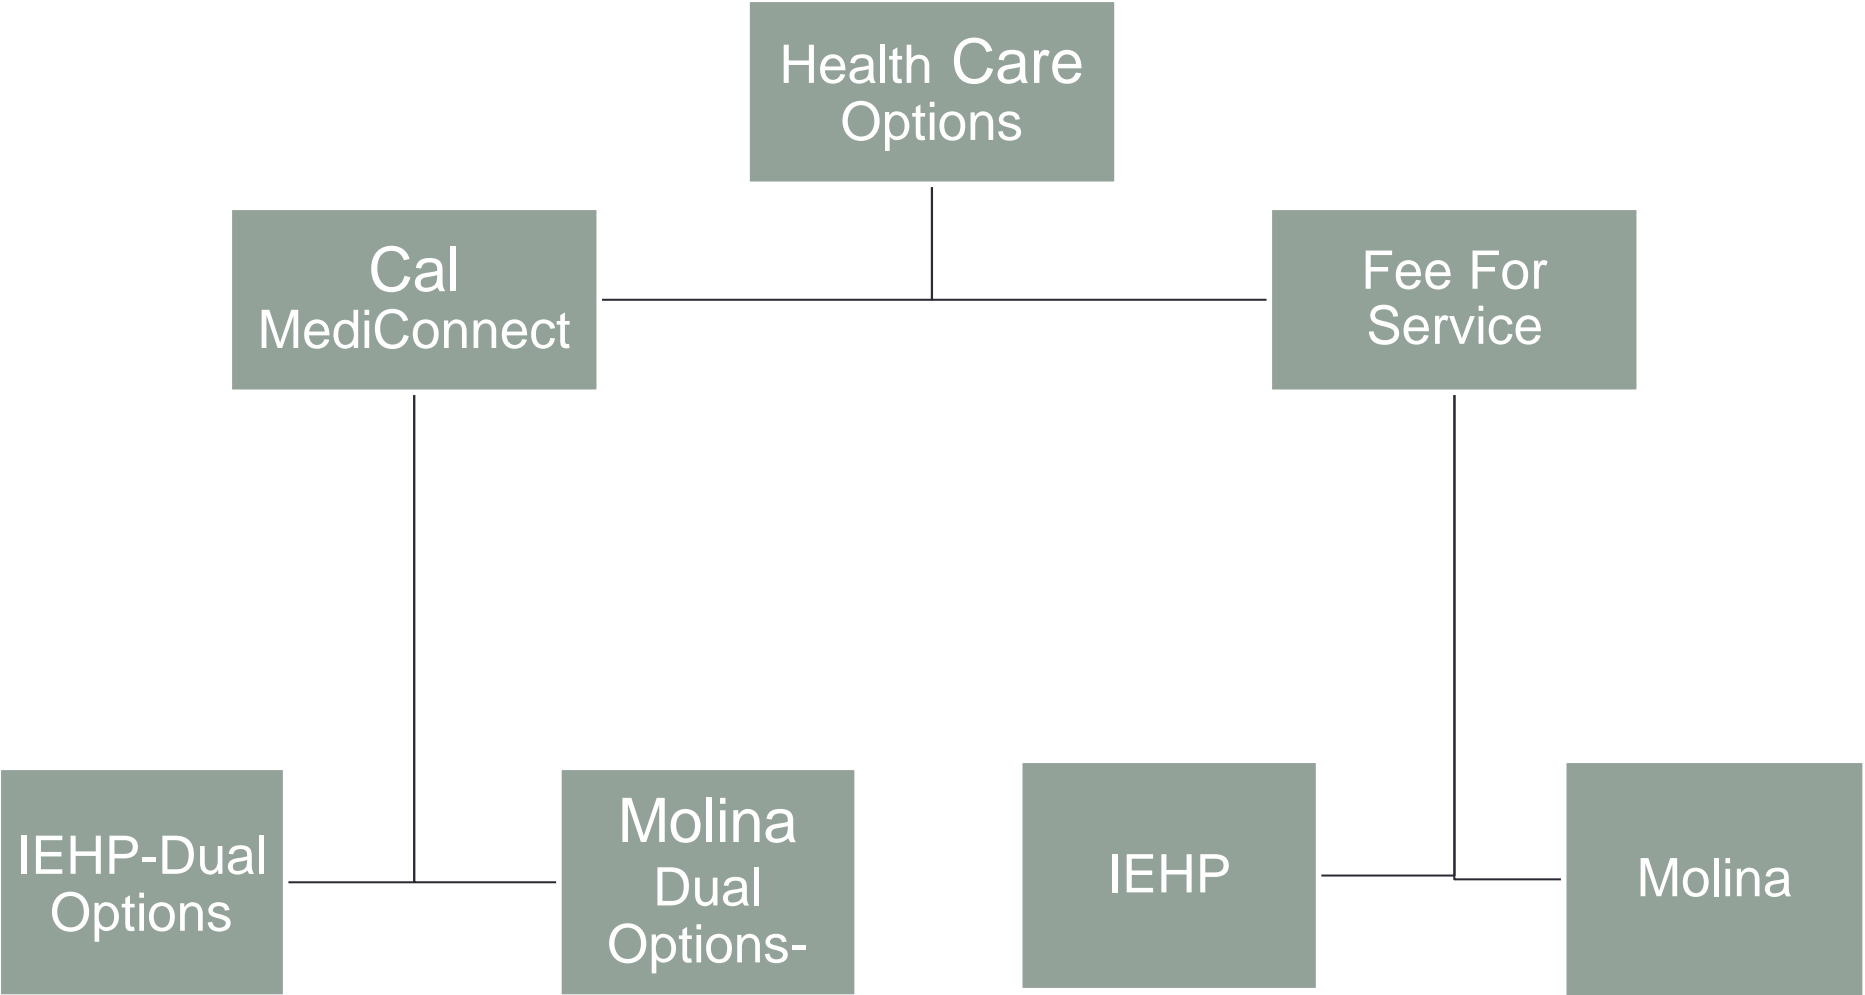 Health Care
Options
Cal
MediConnect
Fee For
Service
IEHP-Dual
Options
Molina
Dual
Options-
IEHP
Molina